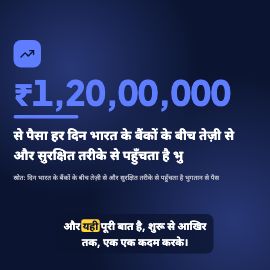 ₹1,20,00,000
से पैसा हर दिन भारत के बैंकों के बीच तेज़ी से
और सुरक्षित तरीके से पहुँचता है भु
स्रोत: दिन भारत के बैंकों के बीच तेज़ी से और सुरक्षित तरीके से पहुँचता है भुगतान से पैस
और यही पूरी बात है, शुरू से आखिर
तक, एक एक कदम करके।